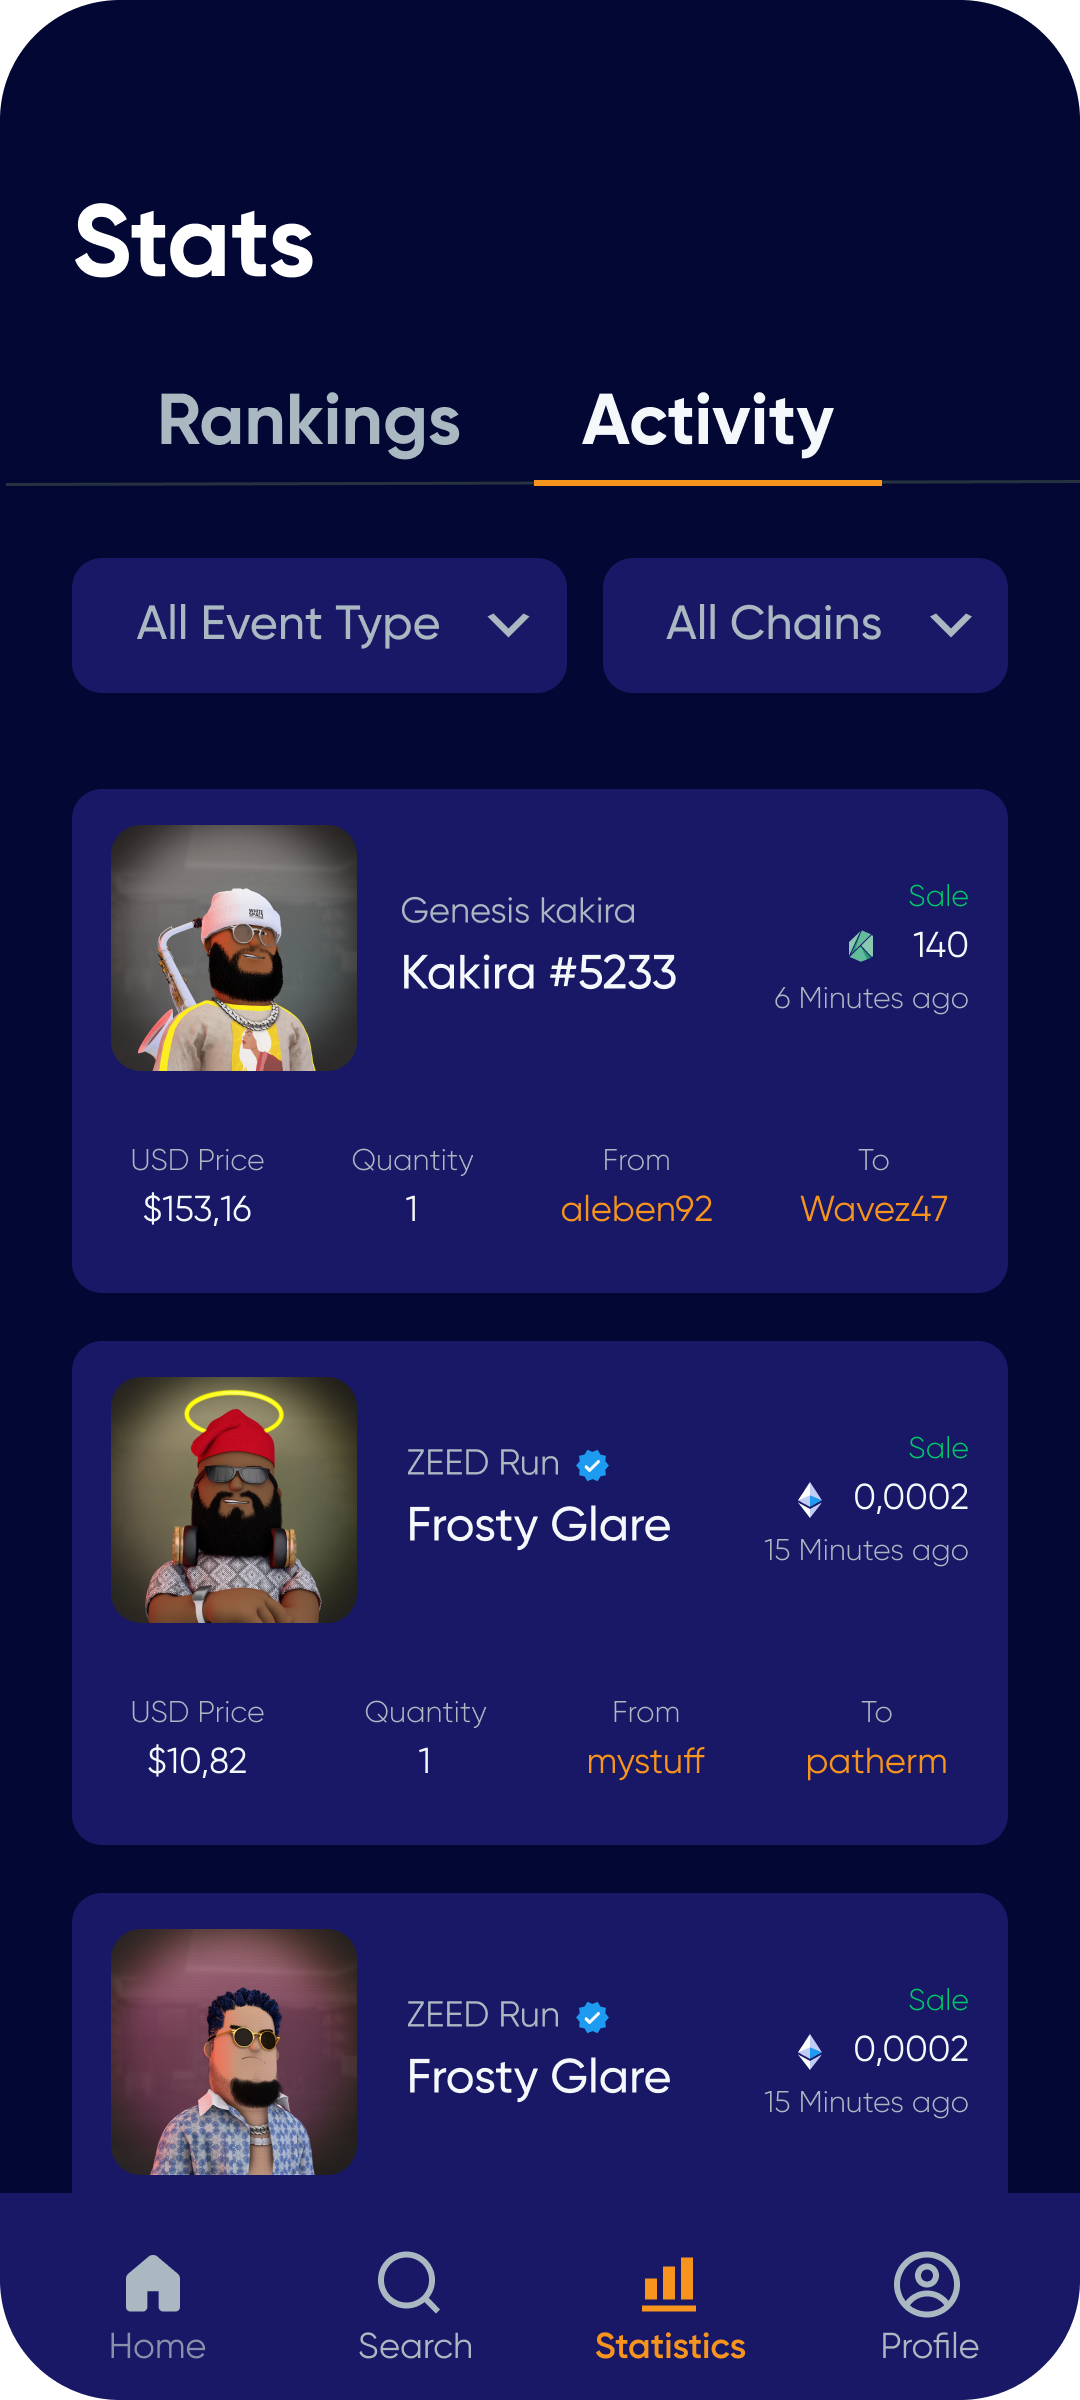 Stats
Rankings Activity
All Event Type All Chains
Genesis kakira
Kakira #5233
Sale
140
6 Minutes ago
USD Price Quantity From To
$153,16 1 aleben92 Wavez47
ZEED Run
Frosty Glare
Sale
0,0002
15 Minutes ago
USD Price Quantity From To
$10,82 1 mystuff patherm
ZEED Run
Frosty Glare
Sale
0,0002
15 Minutes ago
Home Search Statistics Profile